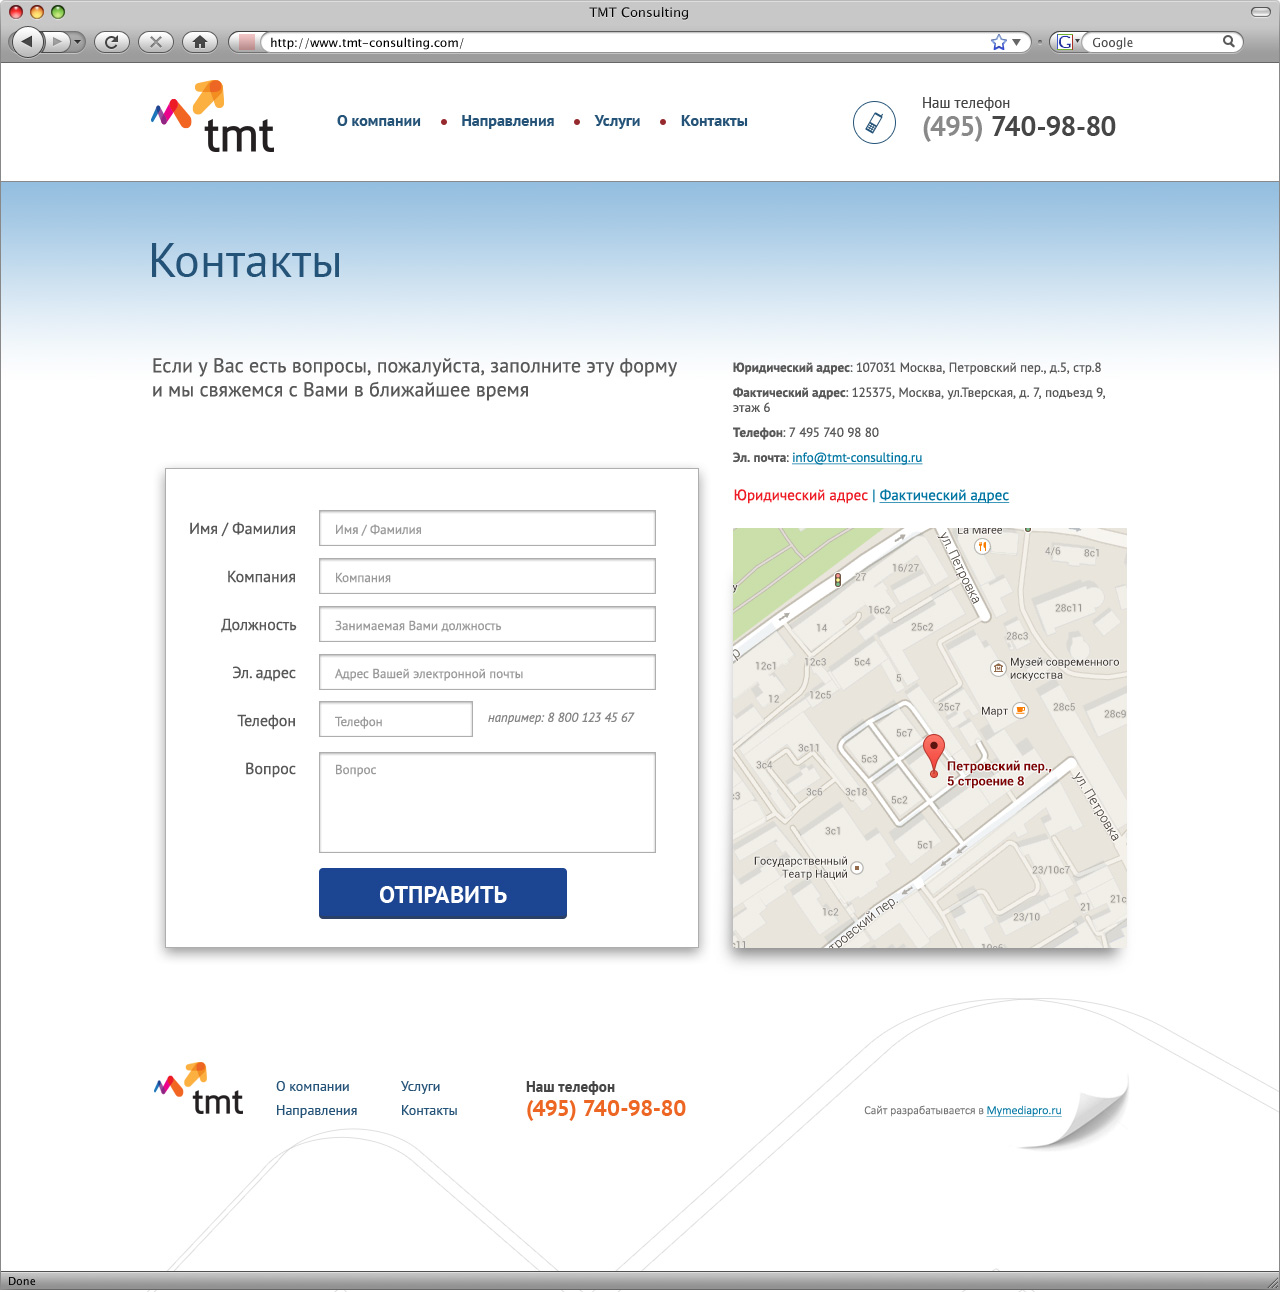 TMT Consulting
http://www.tmt-consulting.com/
Google
tmt
О компании
Направления
Услуги
Контакты
Наш телефон
(495) 740-98-80
Контакты
Если у Вас есть вопросы, пожалуйста, заполните эту форму
и мы свяжемся с Вами в ближайшее время
Имя / Фамилия
Имя / Фамилия
Компания
Компания
Должность
Занимаемая Вами должность
Эл. адрес
Адрес Вашей электронной почты
Телефон
Телефон
например: 8 800 123 45 67
Вопрос
Вопрос
ОТПРАВИТЬ
Юридический адрес: 107031 Москва, Петровский пер., д.5, стр.8
Фактический адрес: 125375, Москва, ул.Тверская, д. 7, подъезд 9,
этаж 6
Телефон: 7 495 740 98 80
Эл. почта: info@tmt-consulting.ru
Юридический адрес | Фактический адрес
La Maree
ул. Петровка
4/6
8с1
27
16с2
28с11
14
25с2
28с3
12с1
12с3
5с4
Музей современного
искусства
5
12
12с5
25с7
28с5
Март
29с9
5с7
3с11
5с3
3с4
Петровский пер.,
5 строение 8
3с6
3с18
5с2
ул. Петровка
3с1
5с1
Государственный
Театр Наций
23/10с7
1с2
21
21с1
23/10
тровский пер.
11с1
10с6
tmt
О компании
Направления
Услуги
Контакты
Наш телефон
(495) 740-98-80
Сайт разрабатывается в Mymediapro.ru
Done